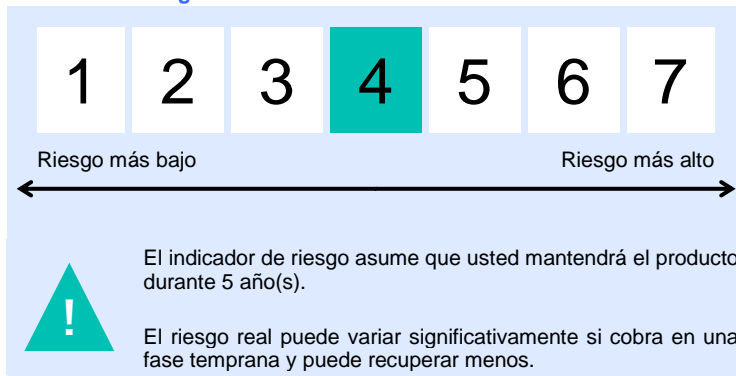 1 2 3 4 5 6 7
Riesgo más bajo Riesgo más alto
El indicador de riesgo asume que usted mantendrá el producto
durante 5 año(s).
!
El riesgo real puede variar significativamente si cobra en una
fase temprana y puede recuperar menos.